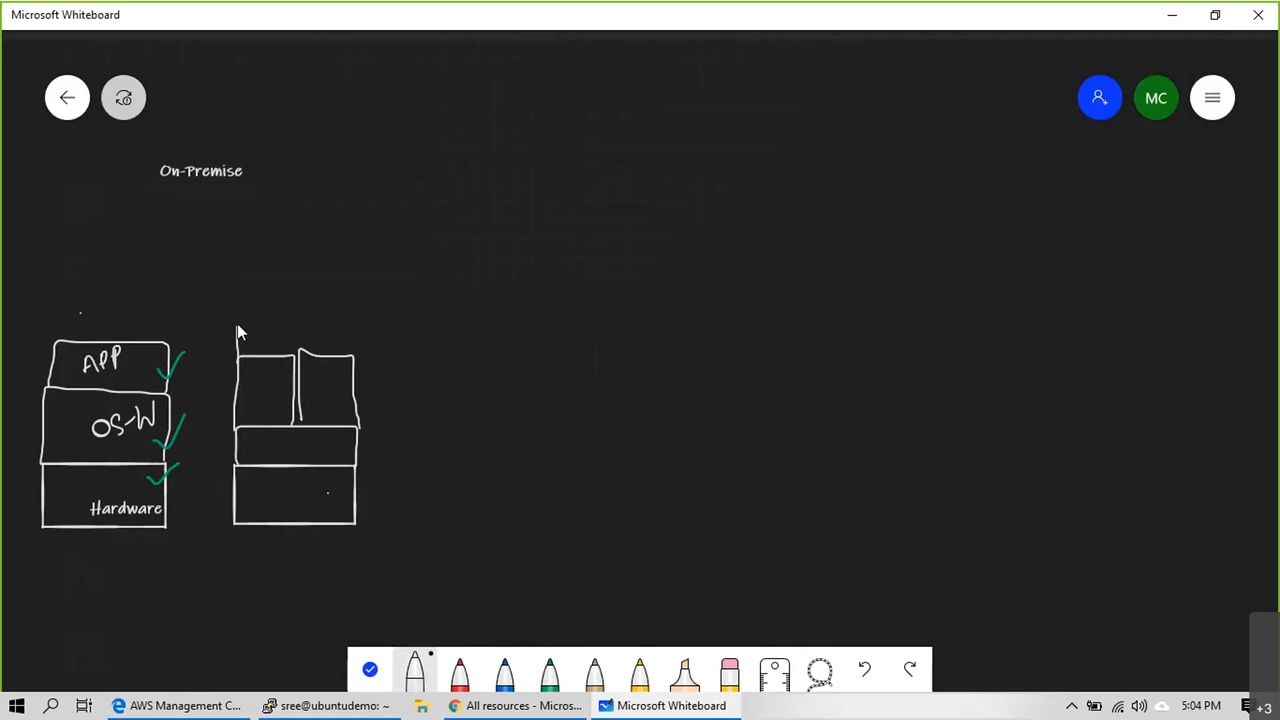 Microsoft Whiteboard
MC
On-Premise
APP
OS-W
Hardware
AWS Management C...
sree@ubuntudemo: ~
All resources - Micros...
Microsoft Whiteboard
5:04 PM
+3